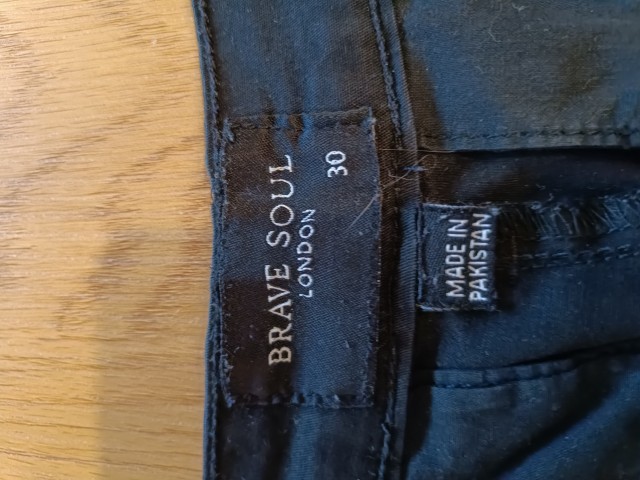 BRAVE SOUL
LONDON
30
MADE IN
PAKISTAN